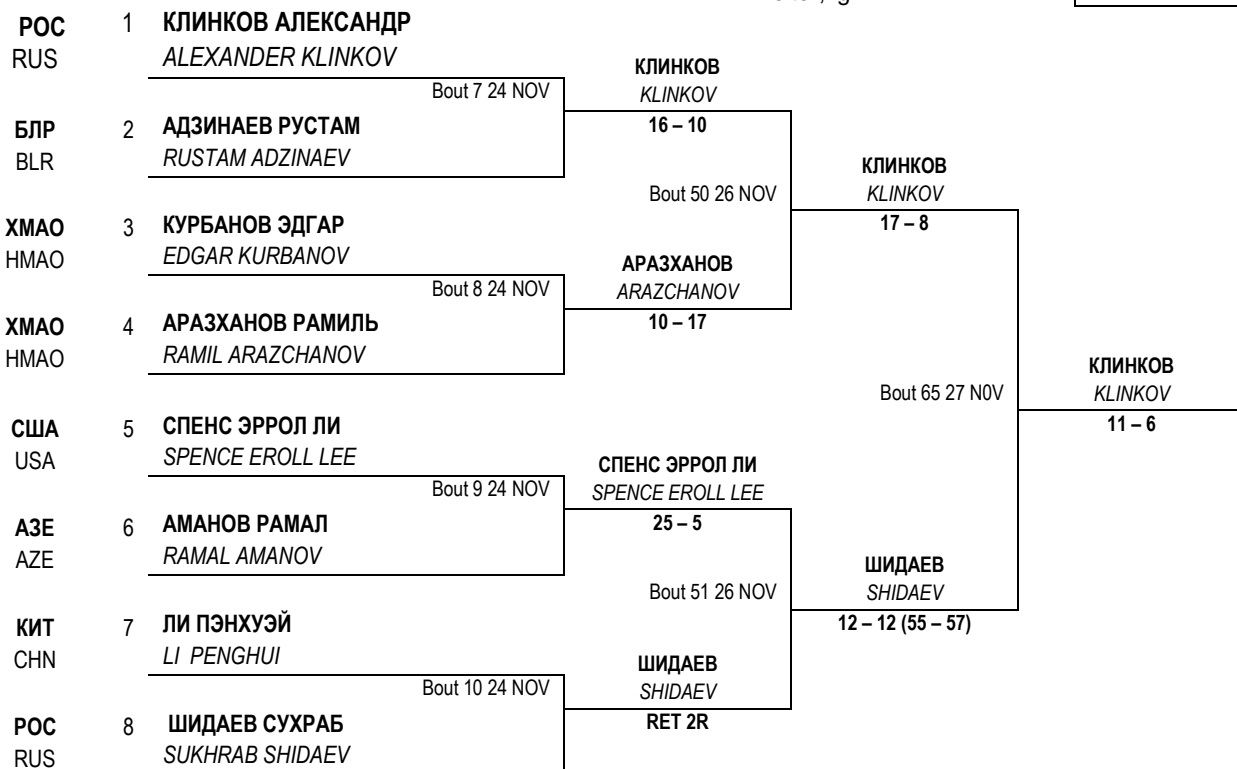 РОС 1 КЛИНКОВ АЛЕКСАНДР
RUS ALEXANDER KLINKOV
КЛИНКОВ
Bout 7 24 NOV KLINKOV
БЛР 2 АДЗИНАЕВ РУСТАМ 16 – 10
BLR RUSTAM ADZINAEV
КЛИНКОВ
Bout 50 26 NOV KLINKOV
ХМАО 3 КУРБАНОВ ЭДГАР 17 – 8
HMAO EDGAR KURBANOV
АРАЗХАНОВ
Bout 8 24 NOV ARAZCHANOV
ХМАО 4 АРАЗХАНОВ РАМИЛЬ 10 – 17
HMAO RAMIL ARAZCHANOV
КЛИНКОВ
Bout 65 27 N0V KLINKOV
США 5 СПЕНС ЭРРОЛ ЛИ 11 – 6
USA SPENCE EROLL LEE
СПЕНС ЭРРОЛ ЛИ
Bout 9 24 NOV SPENCE EROLL LEE
АЗЕ 6 АМАНОВ РАМАЛ 25 – 5
AZE RAMAL AMANOV
ШИДАЕВ
Bout 51 26 NOV SHIDAEV
КИТ 7 ЛИ ПЭНХУЭЙ 12 – 12 (55 – 57)
CHN LI PENGHUI
ШИДАЕВ
Bout 10 24 NOV SHIDAEV
РОС 8 ШИДАЕВ СУХРАБ RET 2R
RUS SUKHRAB SHIDAEV